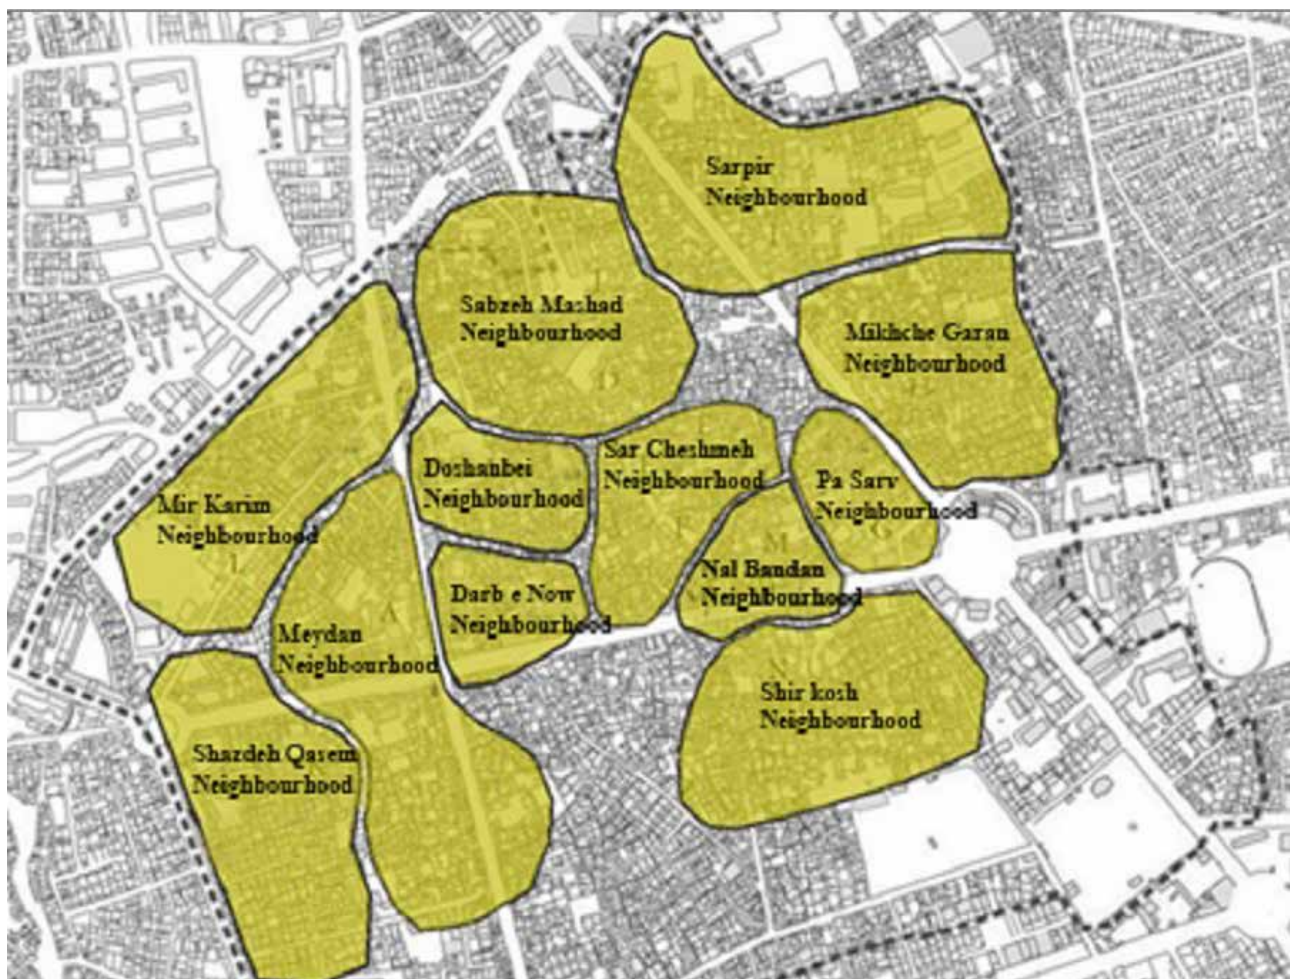 Sarpir
Neighbourhood
Sabzeh Mashad
Neighbourhood
Mikhche Garan
Neighbourhood
Doshanbei
Neighbourhood
Sar Cheshmeh
Neighbourhood
Pa Sarv
Neighbourhood
Mir Karim
Neighbourhood
Nal Bandan
Neighbourhood
Darb e Now
Neighbourhood
Meydan
Neighbourhood
Shir kosh
Neighbourhood
Shazdeh Qasem
Neighbourhood